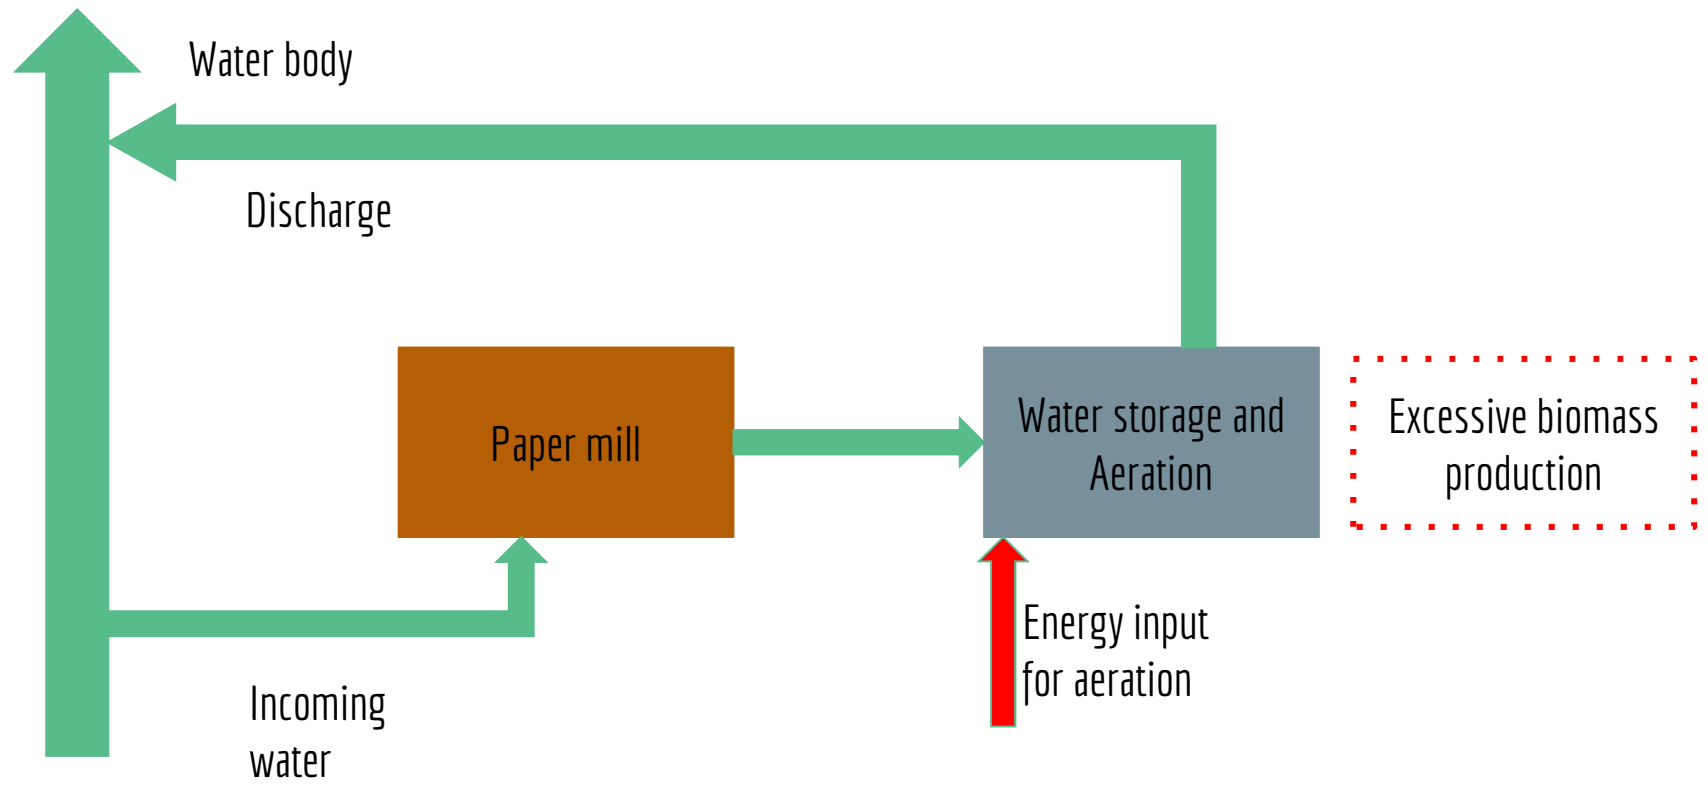 Water body
Discharge
Paper mill
Water storage and
Aeration
Excessive biomass
production
Energy input
for aeration
Incoming
water